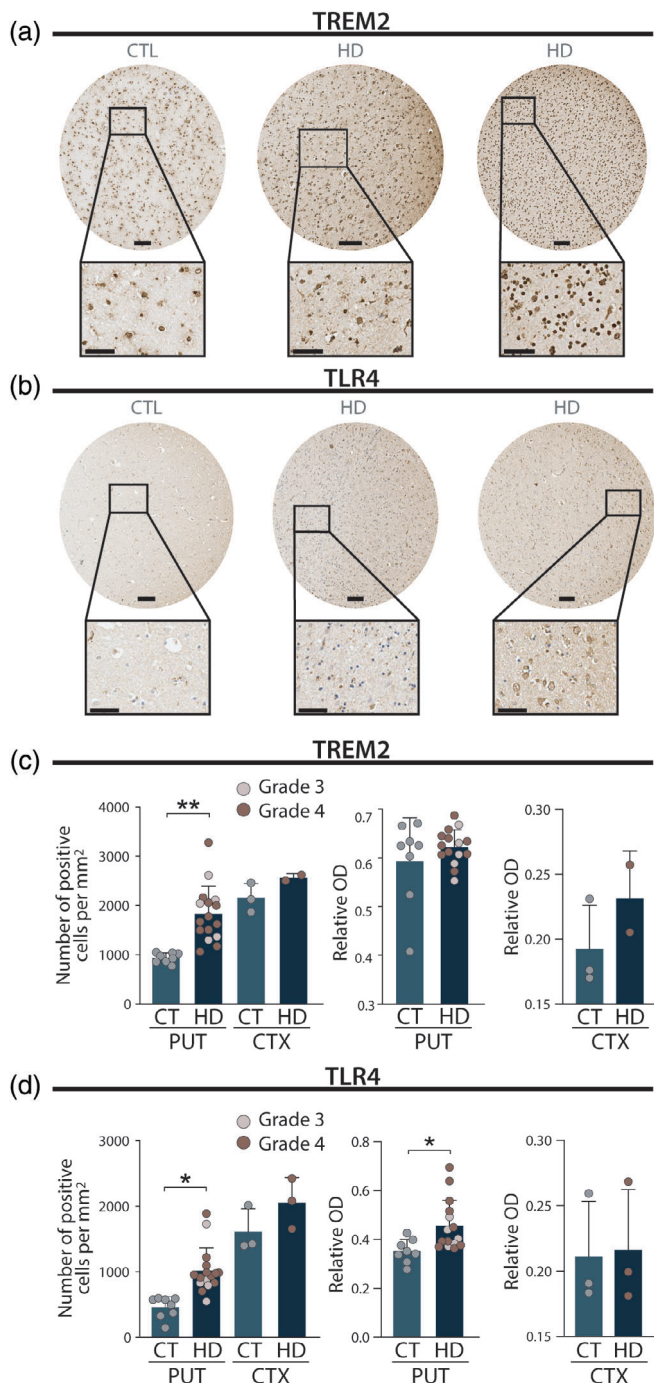 (a)
TREM2
CTL HD HD
(b)
TLR4
CTL HD HD
(c)
TREM2
Grade 3
Grade 4
Number of positive
cells per mm²
4000
3000
2000
1000
0
**
CT HD CT HD
PUT CTX
Relative OD
0.7
0.6
0.5
0.4
0.3
CT HD
PUT
Relative OD
0.30
0.25
0.20
0.15
CT HD
CTX
(d)
TLR4
Grade 3
Grade 4
Number of positive
cells per mm²
3000
2000
1000
0
*
CT HD CT HD
PUT CTX
Relative OD
0.8
0.6
0.4
0.2
0
*
CT HD
PUT
Relative OD
0.30
0.25
0.20
0.15
CT HD
CTX